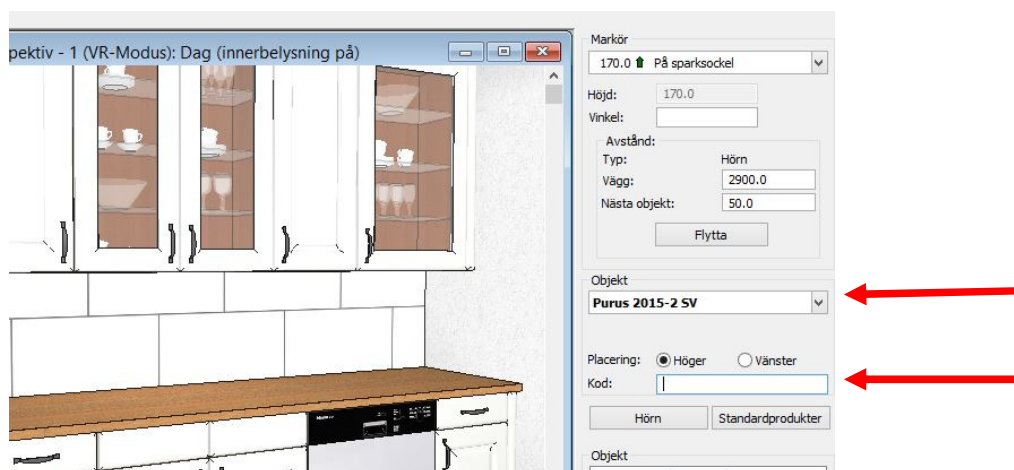 pektiv - 1 (VR-Modus): Dag (innerbelysning på)
Markör
170.0 På sparksockel
Höjd: 170.0
Vinkel:
Avstånd:
Typ: Hörn
Vägg: 2900.0
Nästa objekt: 50.0
Flytta
Objekt
Purus 2015-2 SV
Placering: Höger Vänster
Kod:
Hörn Standardprodukter
Objekt